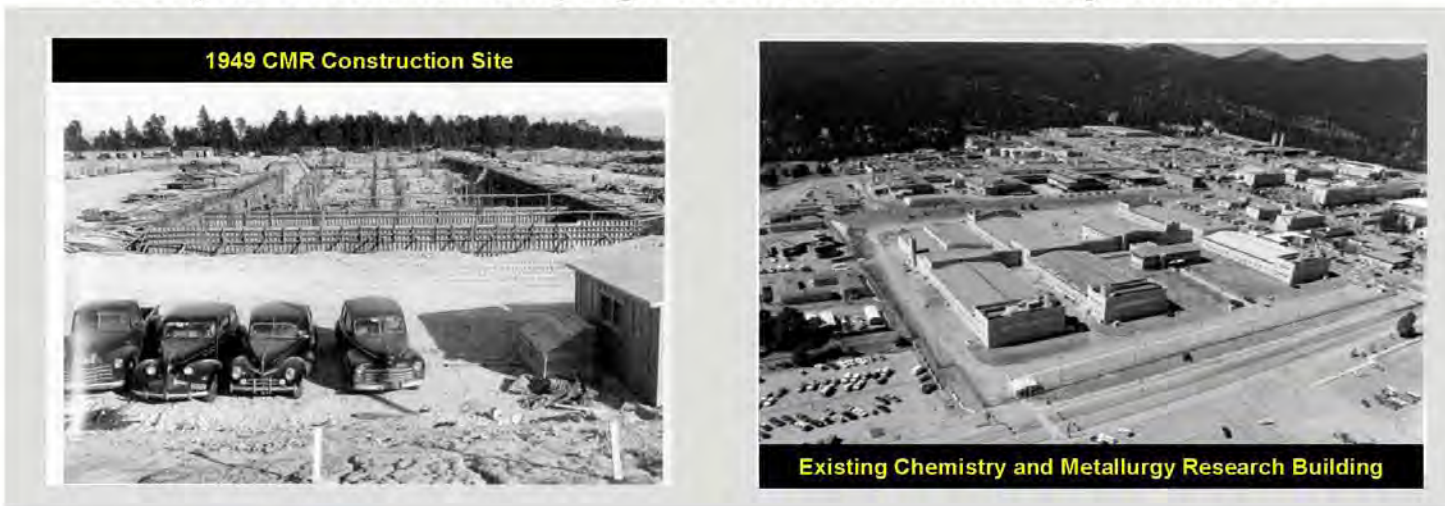 1949 CMR Construction Site
Existing Chemistry and Metallurgy Research Building